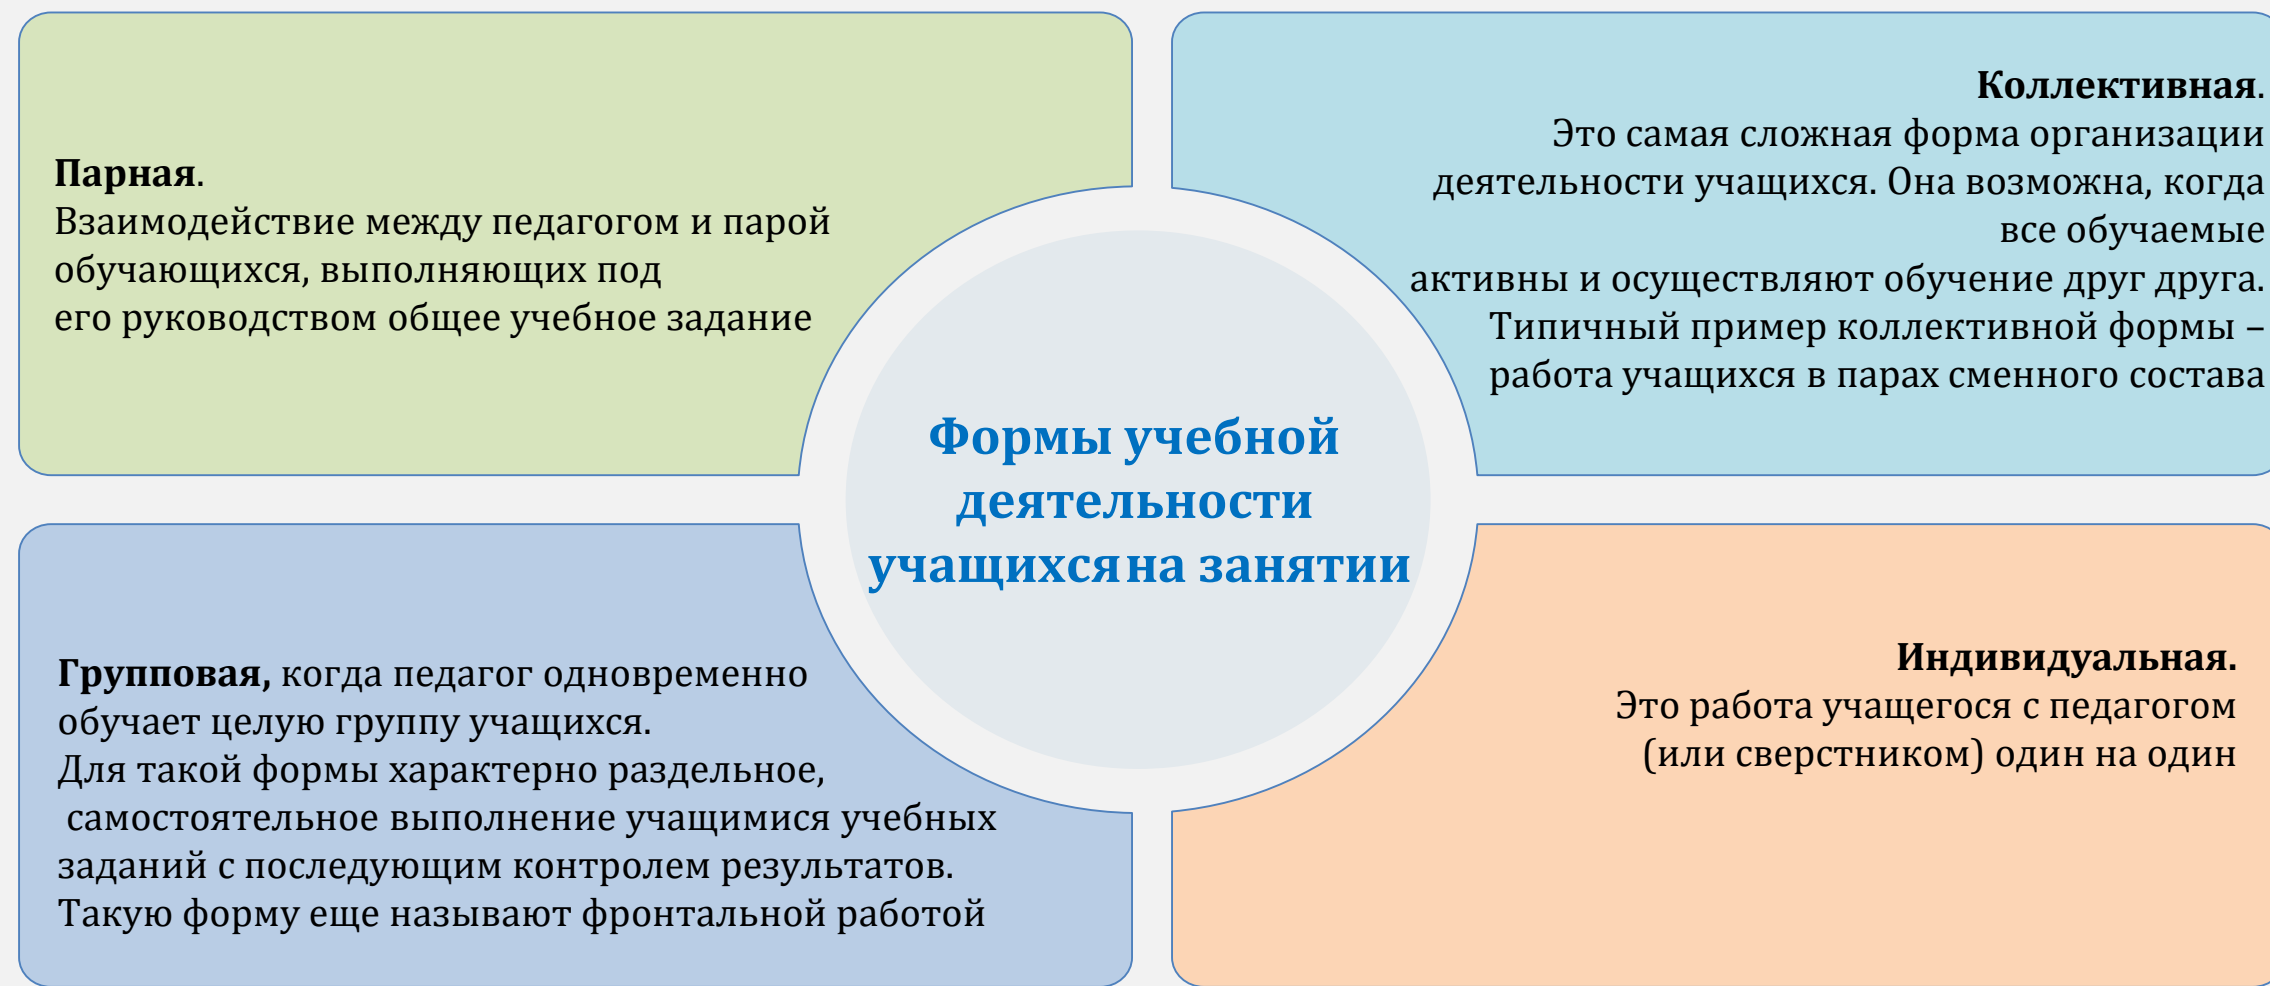 Парная.
Взаимодействие между педагогом и парой
обучающихся, выполняющих под
его руководством общее учебное задание
Коллективная.
Это самая сложная форма организации
деятельности учащихся. Она возможна, когда
все обучаемые
активны и осуществляют обучение друг друга.
Типичный пример коллективной формы –
работа учащихся в парах сменного состава
Формы учебной
деятельности
учащихся на занятии
Групповая, когда педагог одновременно
обучает целую группу учащихся.
Для такой формы характерно раздельное,
самостоятельное выполнение учащимися учебных
заданий с последующим контролем результатов.
Такую форму еще называют фронтальной работой
Индивидуальная.
Это работа учащегося с педагогом
(или сверстником) один на один